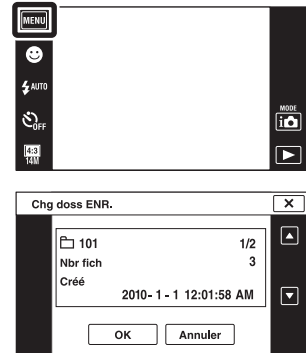 MENU
AUTO
OFF
4:3
14M
MODE
i
Chg doss ENR.
101 1/2
Nbr fich 3
Créé
2010- 1 - 1 12:01:58 AM
OK Annuler